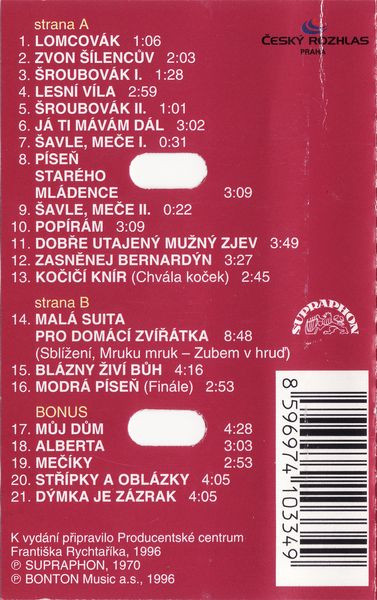 strana A
1. LOMCOVÁK 1:06
2. ZVON ŠÍLENCŮV 2:03
3. ŠROUBOVÁK I. 1:28
4. LESNÍ VÍLA 2:59
5. ŠROUBOVÁK II. 1:01
6. JÁ TI MÁVÁM DÁL 3:02
7. ŠAVLE, MEČE I. 0:31
8. PÍSEŇ
STARÉHO
MLÁDENCE 3:09
9. ŠAVLE, MEČE II. 0:22
10. POPÍRÁM 3:09
11. DOBŘE UTAJENÝ MUŽNÝ ZJEV 3:49
12. ZASNĚNEJ BERNARDÝN 3:27
13. KOČIČÍ KNÍR (Chvála koček) 2:45
strana B
14. MALÁ SUITA
PRO DOMÁCÍ ZVÍŘÁTKA 8:48
(Sblížení, Mruku mruk – Zubem v hruď)
15. BLÁZNY ŽIVÍ BŮH 4:16
16. MODRÁ PÍSEŇ (Finále) 2:53
BONUS
17. MŮJ DŮM 4:28
18. ALBERTA 3:03
19. MEČÍKY 2:53
20. STŘÍPKY A OBLÁZKY 4:05
21. DÝMKA JE ZÁZRAK 4:05
K vydání připravilo Producentské centrum
Františka Rychtaříka, 1996
℗ SUPRAPHON, 1970
℗ BONTON Music a.s., 1996
ČESKÝ ROZHLAS
PRAHA
SUPRAPHON
8 596974 103349